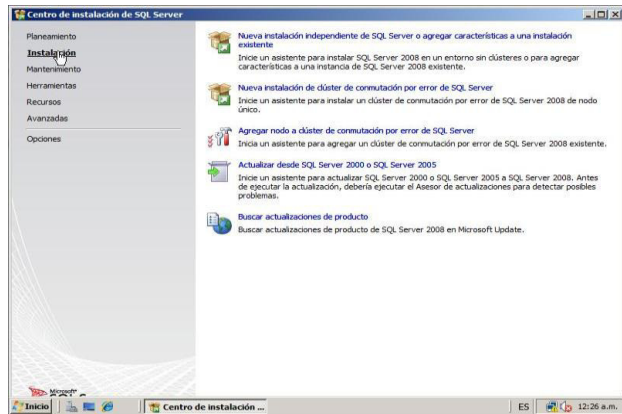 Centro de instalación de SQL Server
Planeamiento
Instalación
Mantenimiento
Herramientas
Recursos
Avanzadas
Opciones
Nueva instalación independiente de SQL Server o agregar características a una instalación
existente
Inicie un asistente para instalar SQL Server 2008 en un entorno sin clústeres o para agregar
características a una instancia de SQL Server 2008 existente.
Nueva instalación de clúster de conmutación por error de SQL Server
Inicie un asistente para instalar un clúster de conmutación por error de SQL Server 2008 de nodo
único.
Agregar nodo a clúster de conmutación por error de SQL Server
Inicia un asistente para agregar un clúster de conmutación por error de SQL Server 2008 existente.
Actualizar desde SQL Server 2000 o SQL Server 2005
Inicie un asistente para actualizar SQL Server 2000 o SQL Server 2005 a SQL Server 2008. Antes
de ejecutar la actualización, debería ejecutar el Asesor de actualizaciones para detectar posibles
problemas.
Buscar actualizaciones de producto
Buscar actualizaciones de producto de SQL Server 2008 en Microsoft Update.
Microsoft
Inicio
Centro de instalación ...
ES
12:26 a.m.